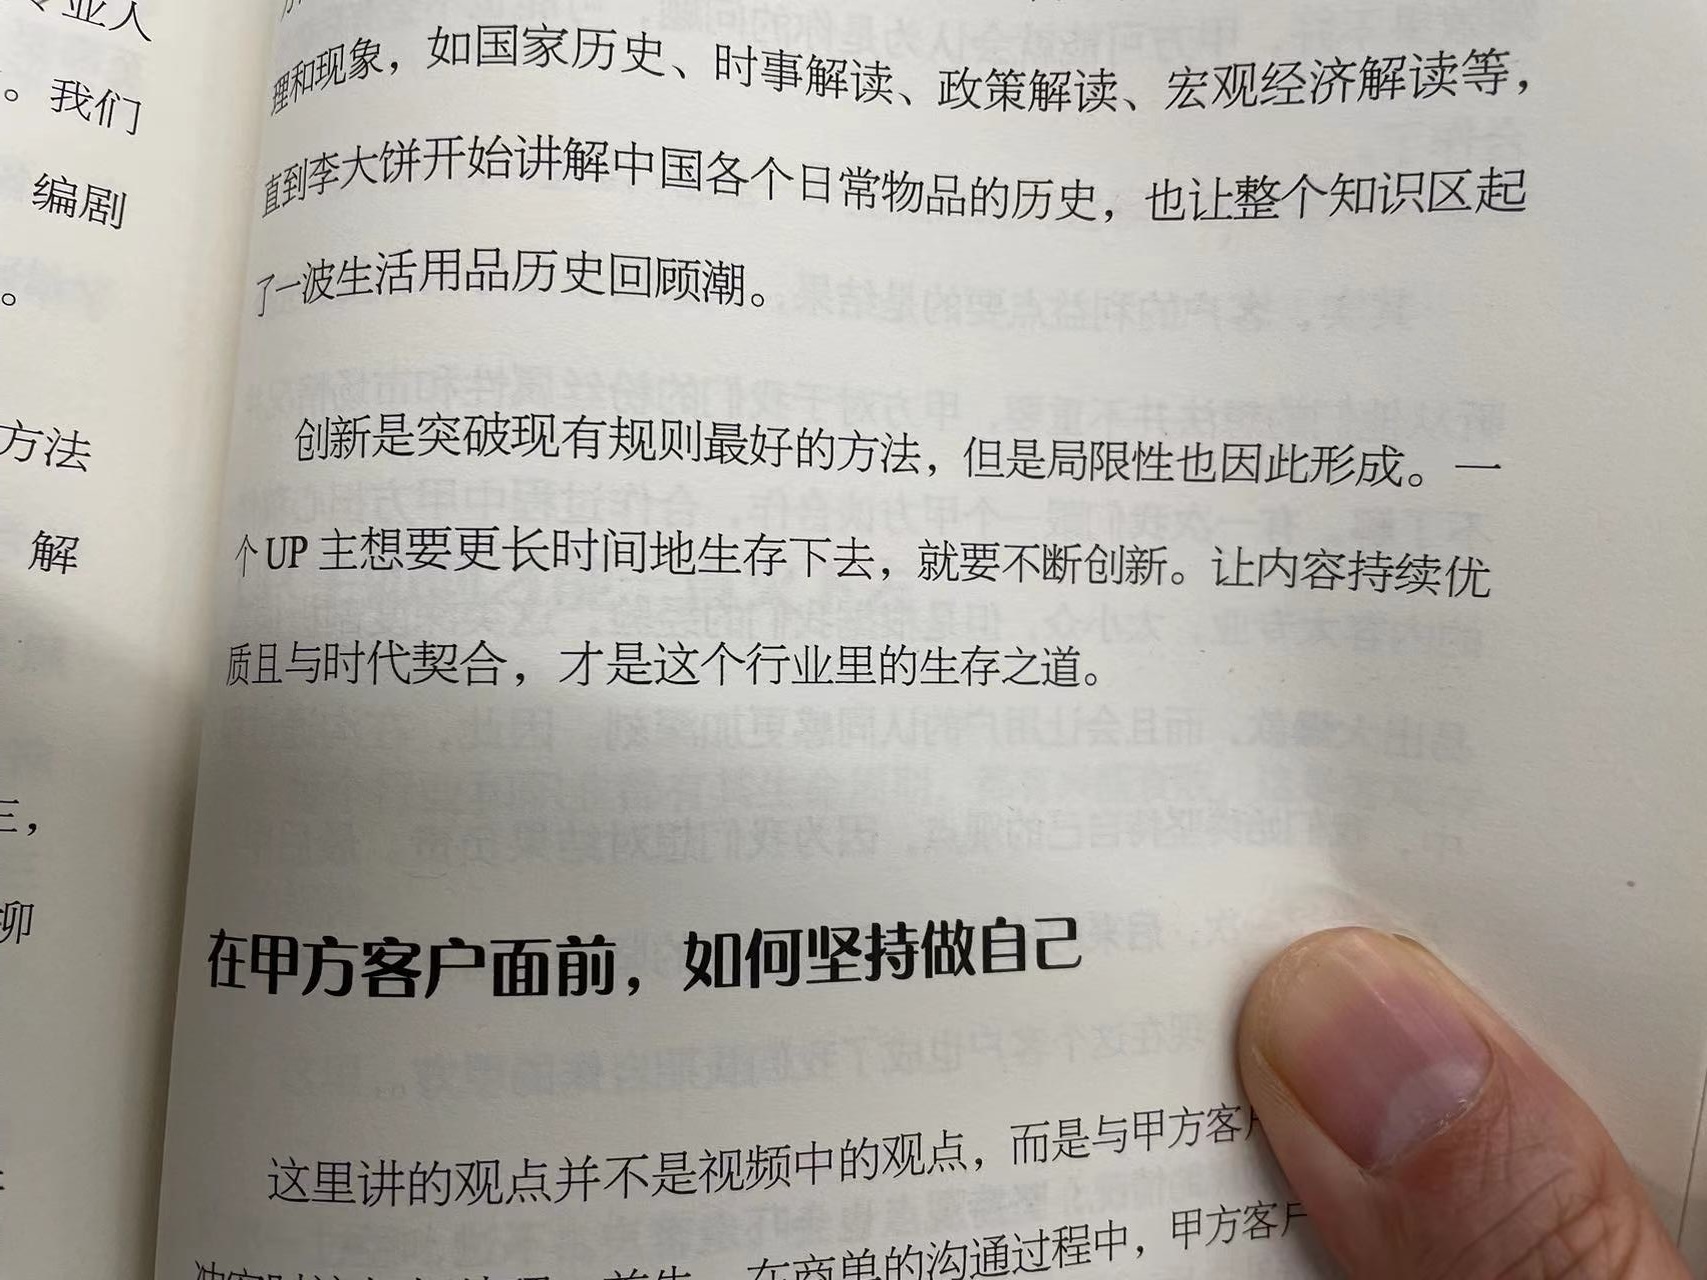 业人
。我们
编剧
。
方法
解
，
理和现象，如国家历史、时事解读、政策解读、宏观经济解读等，
直到李大饼开始讲解中国各个日常物品的历史，也让整个知识区起
了一波生活用品历史回顾潮。
创新是突破现有规则最好的方法，但是局限性也因此形成。一
个UP主想要更长时间地生存下去，就要不断创新。让内容持续优
质且与时代契合，才是这个行业里的生存之道。
在甲方客户面前，如何坚持做自己
这里讲的观点并不是视频中的观点，而是与甲方客户
在商单的沟通过程中，甲方客户